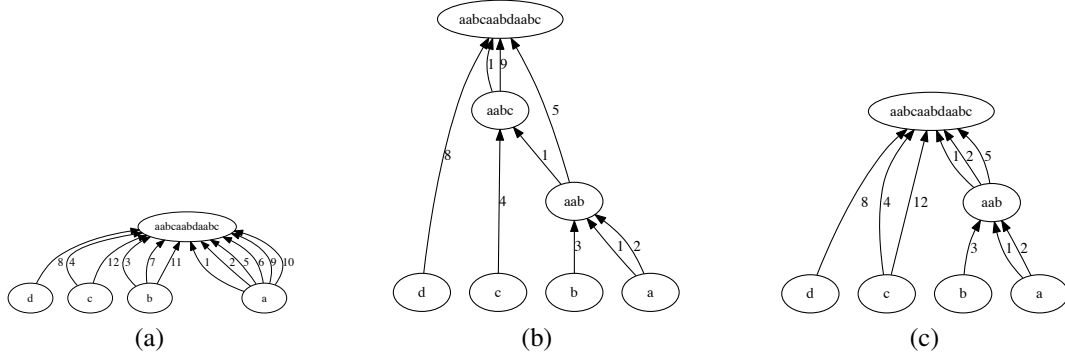 aabcaabdaabc
8 4 12 3 7 11 1 2 5 6 9 10
d c b a
(a)
aabcaabdaabc
1 9
aabc
5
8
1
4
aab
3 1 2
d c b a
(b)
aabcaabdaabc
8 4 12 1 2 5
aab
3 1 2
d c b a
(c)